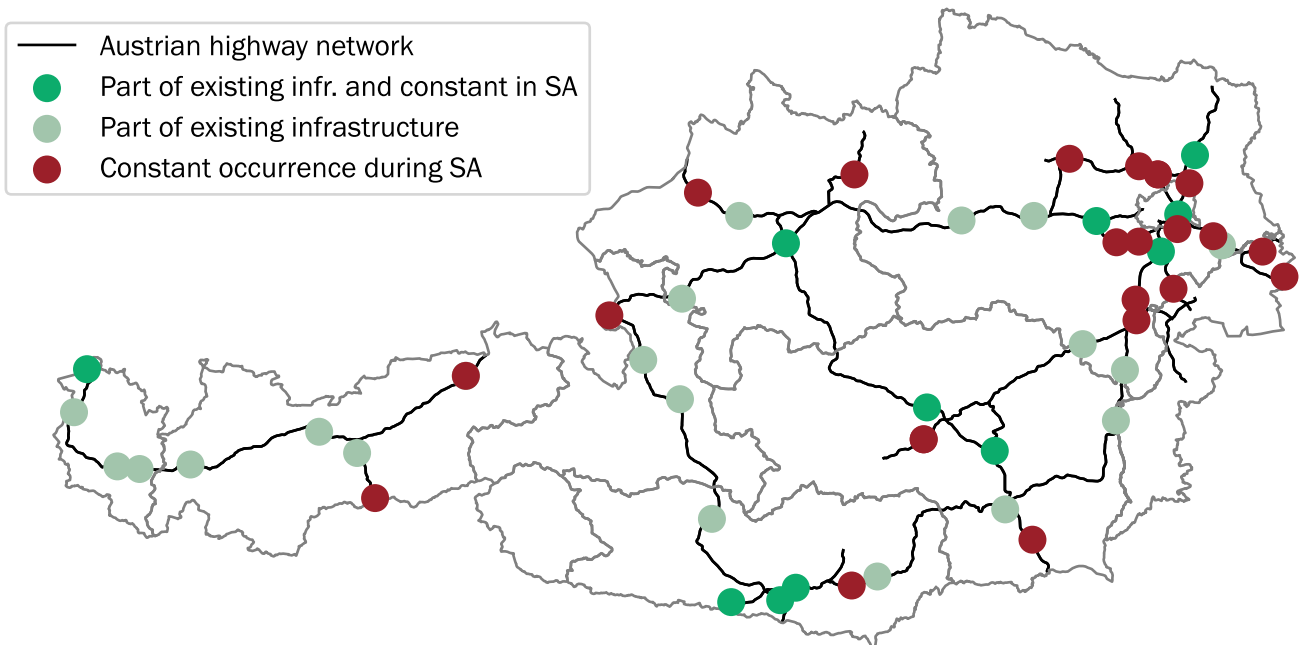 Austrian highway network
Part of existing infr. and constant in SA
Part of existing infrastructure
Constant occurrence during SA